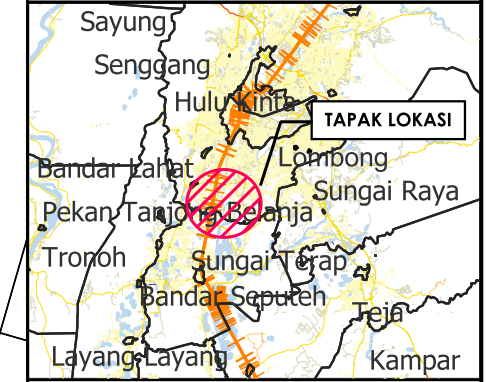 Sayung
Senggang
Hulu Kinta
TAPAK LOKASI
Lombong
Bandar Lahat
Sungai Raya
Pekan Tanjong Belanja
Tronoh
Sungai Terap
Bandar Seputeh
Teja
Layang-Layang
Kampar